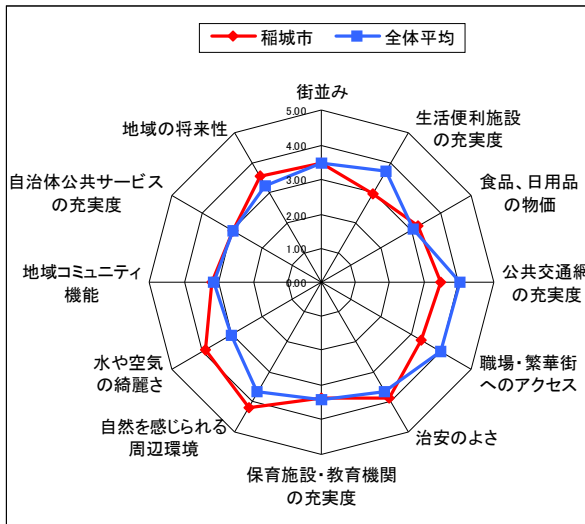 稲城市
全体平均
街並み
生活便利施設
の充実度
食品、日用品
の物価
公共交通網
の充実度
職場・繁華街
へのアクセス
治安のよさ
保育施設・教育機関
の充実度
自然を感じられる
周辺環境
水や空気
の綺麗さ
地域コミュニティ
機能
自治体公共サービス
の充実度
地域の将来性
5.00
4.00
3.00
2.00
1.00
0.00